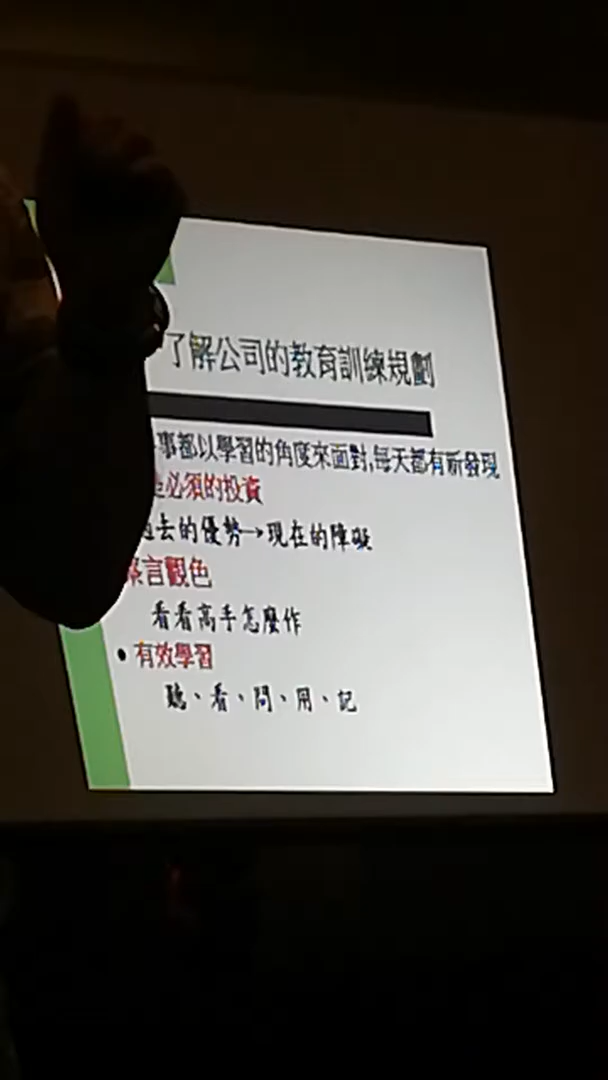 了解公司的教育訓練規劃
事都以學習的角度來面對,每天都有新發現
是必須的投資
過去的優勢→現在的障礙
察言觀色
看看高手怎麼作
• 有效學習
聽、看、問、用、記